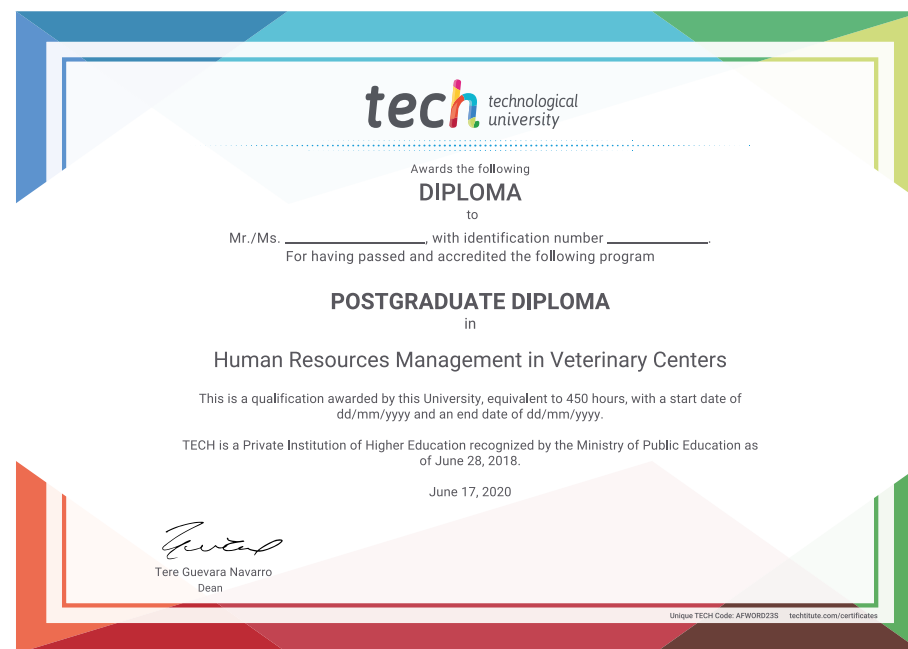 tech technological
university
Awards the following
DIPLOMA
to
Mr./Ms. ____________________, with identification number ______________.
For having passed and accredited the following program
POSTGRADUATE DIPLOMA
in
Human Resources Management in Veterinary Centers
This is a qualification awarded by this University, equivalent to 450 hours, with a start date of
dd/mm/yyyy and an end date of dd/mm/yyyy.
TECH is a Private Institution of Higher Education recognized by the Ministry of Public Education as
of June 28, 2018.
June 17, 2020
Tere Guevara Navarro
Dean
Unique TECH Code: AFWORD23S techtitute.com/certificates